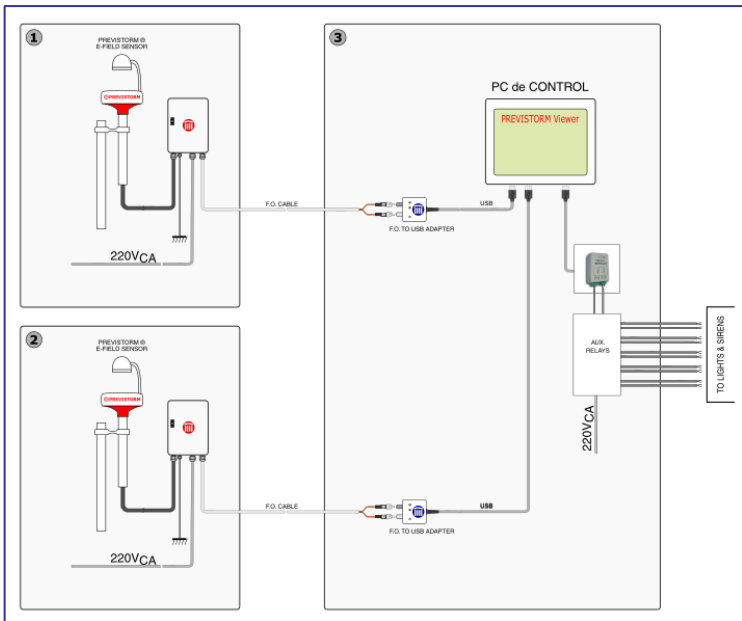 1
PREVISTORM ®
E-FIELD SENSOR
PREVISTORM
220VCA
F.O. CABLE
3
PC de CONTROL
PREVISTORM Viewer
USB
F.O. TO USB ADAPTER
AUX.
RELAYS
TO LIGHTS & SIRENS
220VCA
2
PREVISTORM ®
E-FIELD SENSOR
PREVISTORM
220VCA
F.O. CABLE
USB
F.O. TO USB ADAPTER